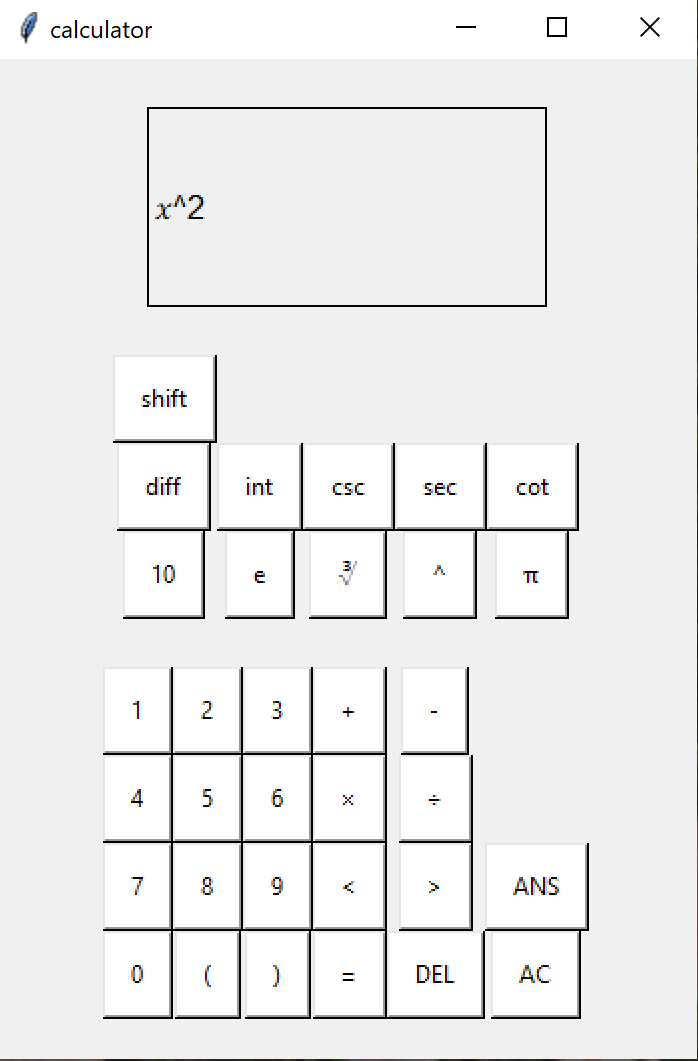 calculator
𝑥^2
shift
diff int csc sec cot
10 e ∛ ^ π
1 2 3 + -
4 5 6 × ÷
7 8 9 < > ANS
0 ( ) = DEL AC